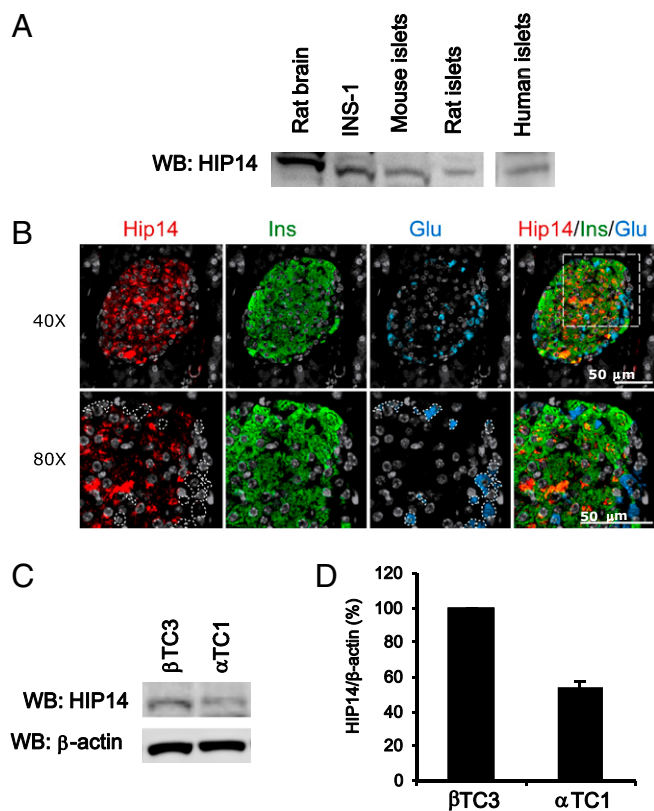 A
Rat brain
INS-1
Mouse islets
Rat islets
Human islets
WB: HIP14
B
Hip14
Ins
Glu
Hip14/Ins/Glu
40X
50 μm
80X
50 μm
C
βTC3
αTC1
WB: HIP14
WB: β-actin
D
HIP14/β-actin (%)
120
100
80
60
40
20
0
βTC3
αTC1